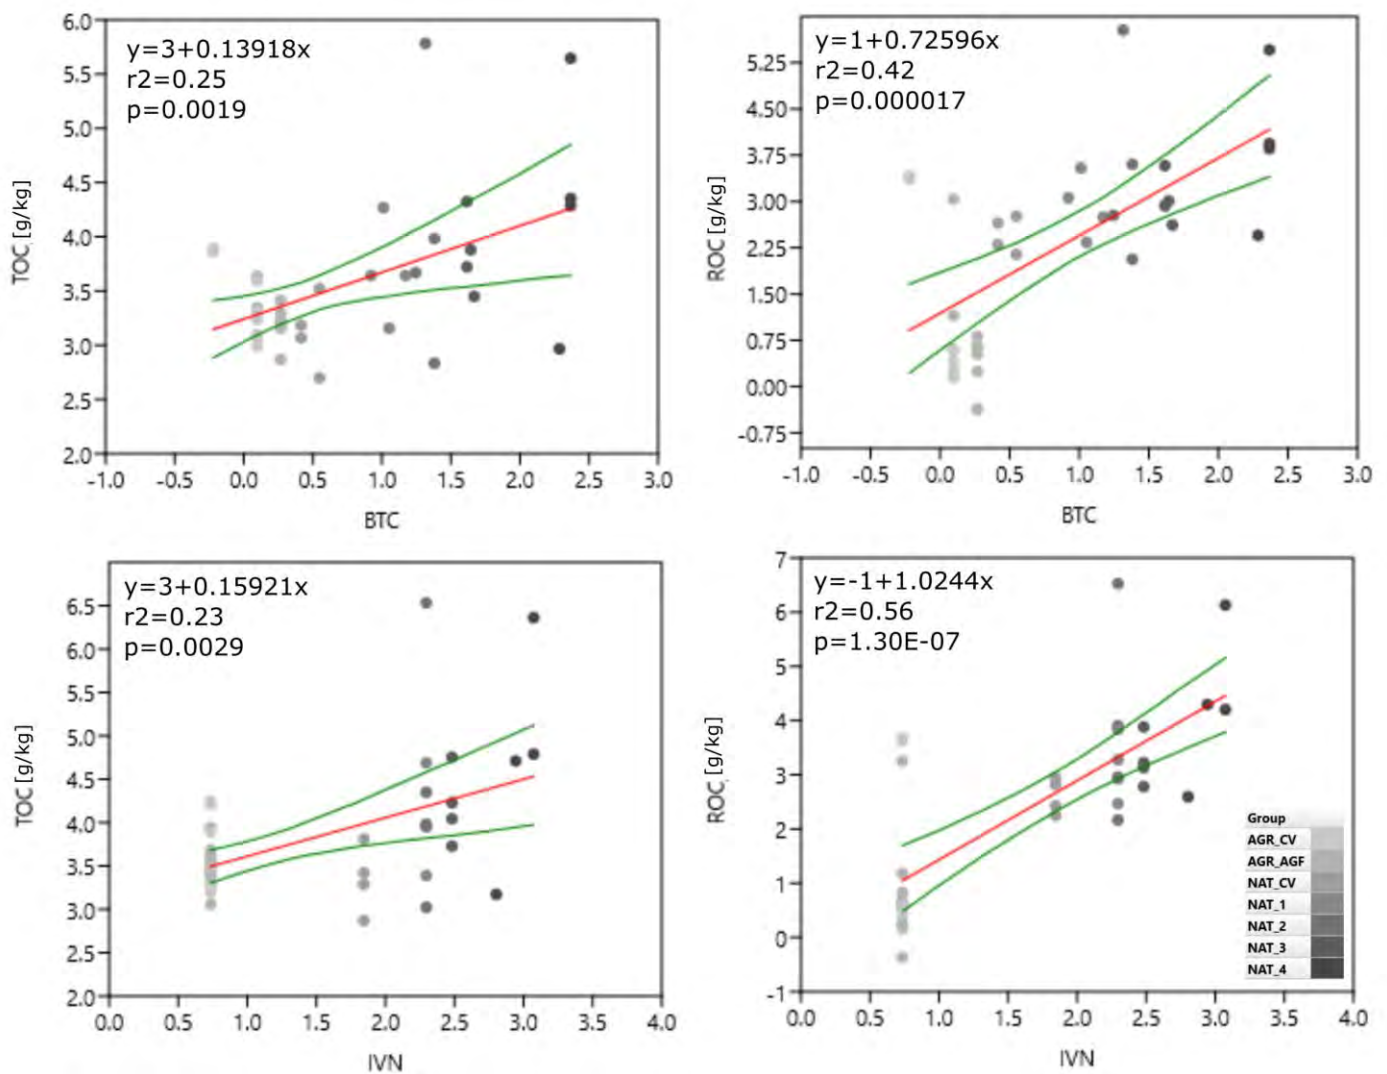 y=3+0.13918x
r2=0.25
p=0.0019
TOC [g/kg]
6.0
5.5
5.0
4.5
4.0
3.5
3.0
2.5
2.0
-1.0 -0.5 0.0 0.5 1.0 1.5 2.0 2.5 3.0
BTC
y=1+0.72596x
r2=0.42
p=0.000017
ROC [g/kg]
5.25
4.50
3.75
3.00
2.25
1.50
0.75
0.00
-0.75
-1.0 -0.5 0.0 0.5 1.0 1.5 2.0 2.5 3.0
BTC
y=3+0.15921x
r2=0.23
p=0.0029
TOC [g/kg]
6.5
6.0
5.5
5.0
4.5
4.0
3.5
3.0
2.5
2.0
0.0 0.5 1.0 1.5 2.0 2.5 3.0 3.5 4.0
IVN
y=-1+1.0244x
r2=0.56
p=1.30E-07
ROC [g/kg]
7
6
5
4
3
2
1
0
-1
0.0 0.5 1.0 1.5 2.0 2.5 3.0 3.5 4.0
IVN
Group
AGR_CV
AGR_AGF
NAT_CV
NAT_1
NAT_2
NAT_3
NAT_4